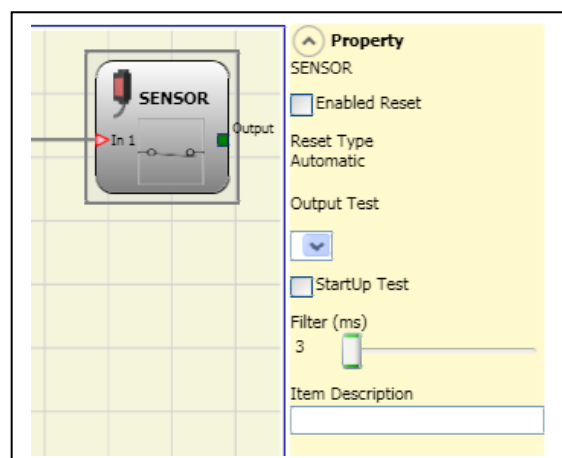 SENSOR
In 1
Output
Property
SENSOR
Enabled Reset
Reset Type
Automatic
Output Test
StartUp Test
Filter (ms)
3
Item Description